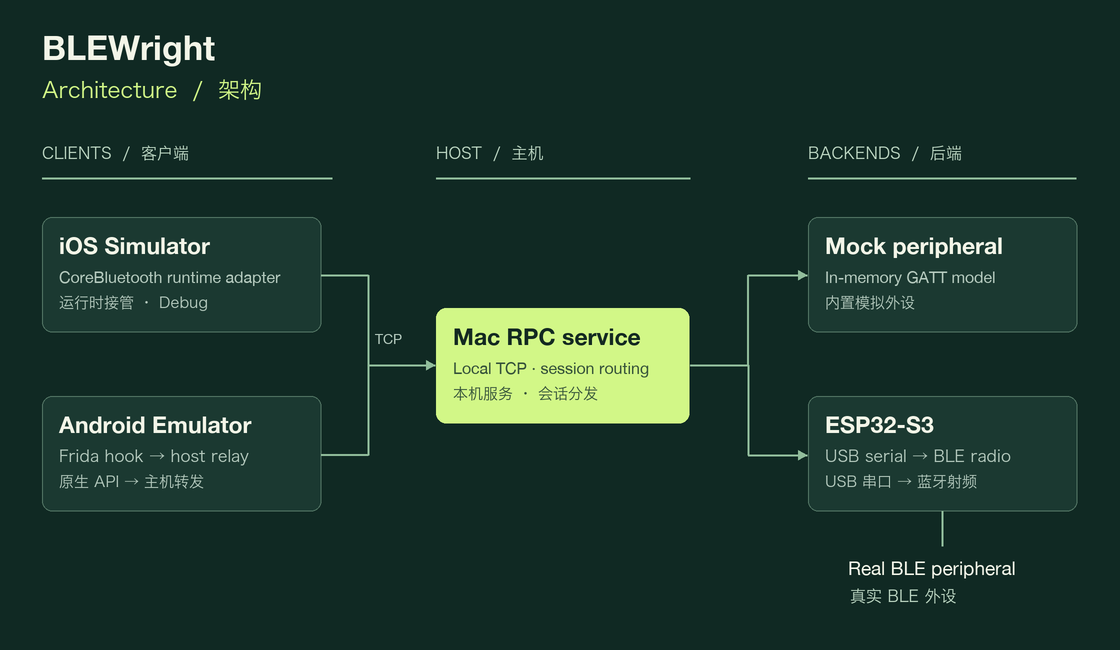 BLEWright
Architecture / 架构
CLIENTS / 客户端
iOS Simulator
CoreBluetooth runtime adapter
运行时接管 · Debug
Android Emulator
Frida hook → host relay
原生 API → 主机转发
TCP
HOST / 主机
Mac RPC service
Local TCP · session routing
本机服务 · 会话分发
BACKENDS / 后端
Mock peripheral
In-memory GATT model
内置模拟外设
ESP32-S3
USB serial → BLE radio
USB 串口 → 蓝牙射频
Real BLE peripheral
真实 BLE 外设